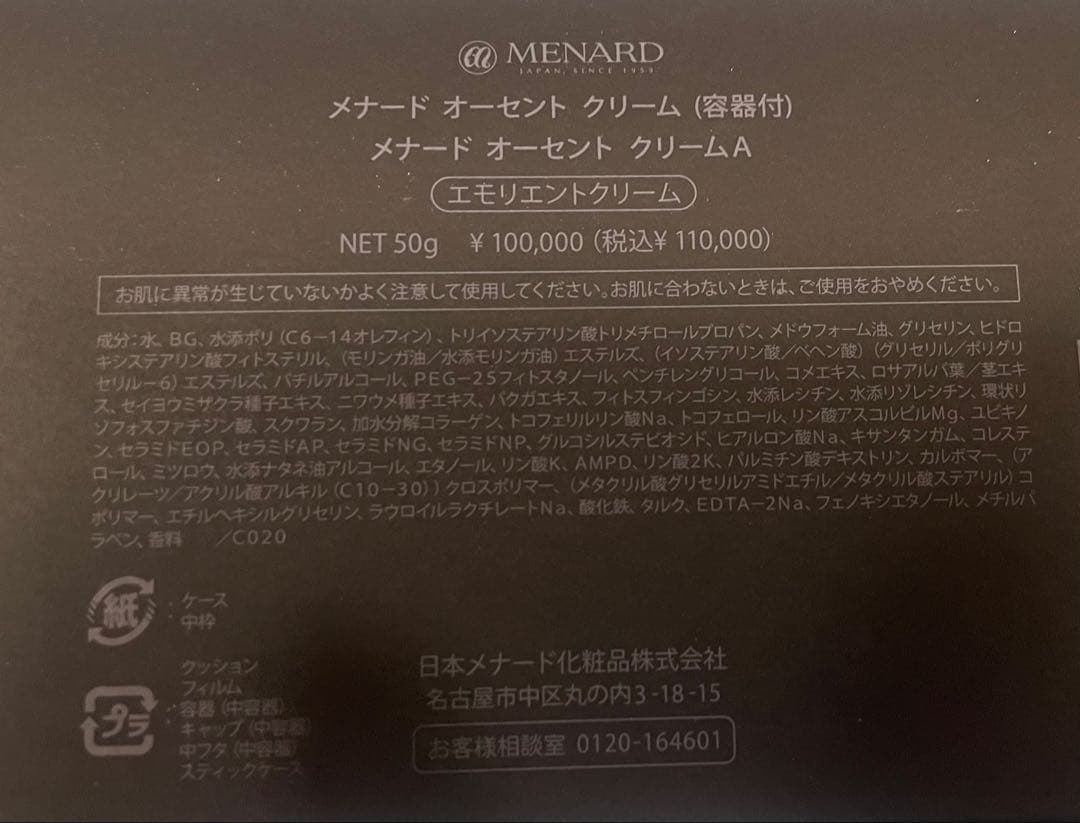 MENARD
JAPAN, SINCE 1959
メナード オーセント クリーム (容器付)
メナード オーセント クリームA
エモリエントクリーム
NET 50g ¥100,000 (税込¥110,000)
お肌に異常が生じていないかよく注意して使用してください。お肌に合わないときは、ご使用をおやめください。
成分:水、BG、水添ポリ(C6-14オレフィン)、トリイソステアリン酸トリメチロールプロパン、メドウフォーム油、グリセリン、ヒドロ
キシステアリン酸フィトステリル、(モリンガ油/水添モリンガ油)エステルズ、(イソステアリン酸/ベヘン酸)(グリセリル/ポリグリ
セリル-6)エステルズ、バチルアルコール、PEG-25フィトスタノール、ペンチレングリコール、コメエキス、ロサアルバ葉/茎エキ
ス、セイヨウミザクラ種子エキス、ニワウメ種子エキス、バクガエキス、フィトスフィンゴシン、水添レシチン、水添リゾレシチン、環状リ
ゾフォスファチジン酸、スクワラン、加水分解コラーゲン、トコフェリルリン酸Na、トコフェロール、リン酸アスコルビルMg、ユビキノ
ン、セラミドEOP、セラミドAP、セラミドNG、セラミドNP、グルコシルステビオシド、ヒアルロン酸Na、キサンタンガム、コレステ
ロール、ミツロウ、水添ナタネ油アルコール、エタノール、リン酸K、AMPD、リン酸2K、パルミチン酸デキストリン、カルボマー、(ア
クリレーツ/アクリル酸アルキル(C10-30))クロスポリマー、(メタクリル酸グリセリルアミドエチル/メタクリル酸ステアリル)コ
ポリマー、エチルヘキシルグリセリン、ラウロイルラクチレートNa、酸化鉄、タルク、EDTA-2Na、フェノキシエタノール、メチルパ
ラベン、香料 /C020
紙
:ケース
・中枠
クッション
フィルム
プラ
:容器(中容器)
キャップ(中容器)
中フタ(中容器)
スティックケース
日本メナード化粧品株式会社
名古屋市中区丸の内3-18-15
お客様相談室 0120-164601